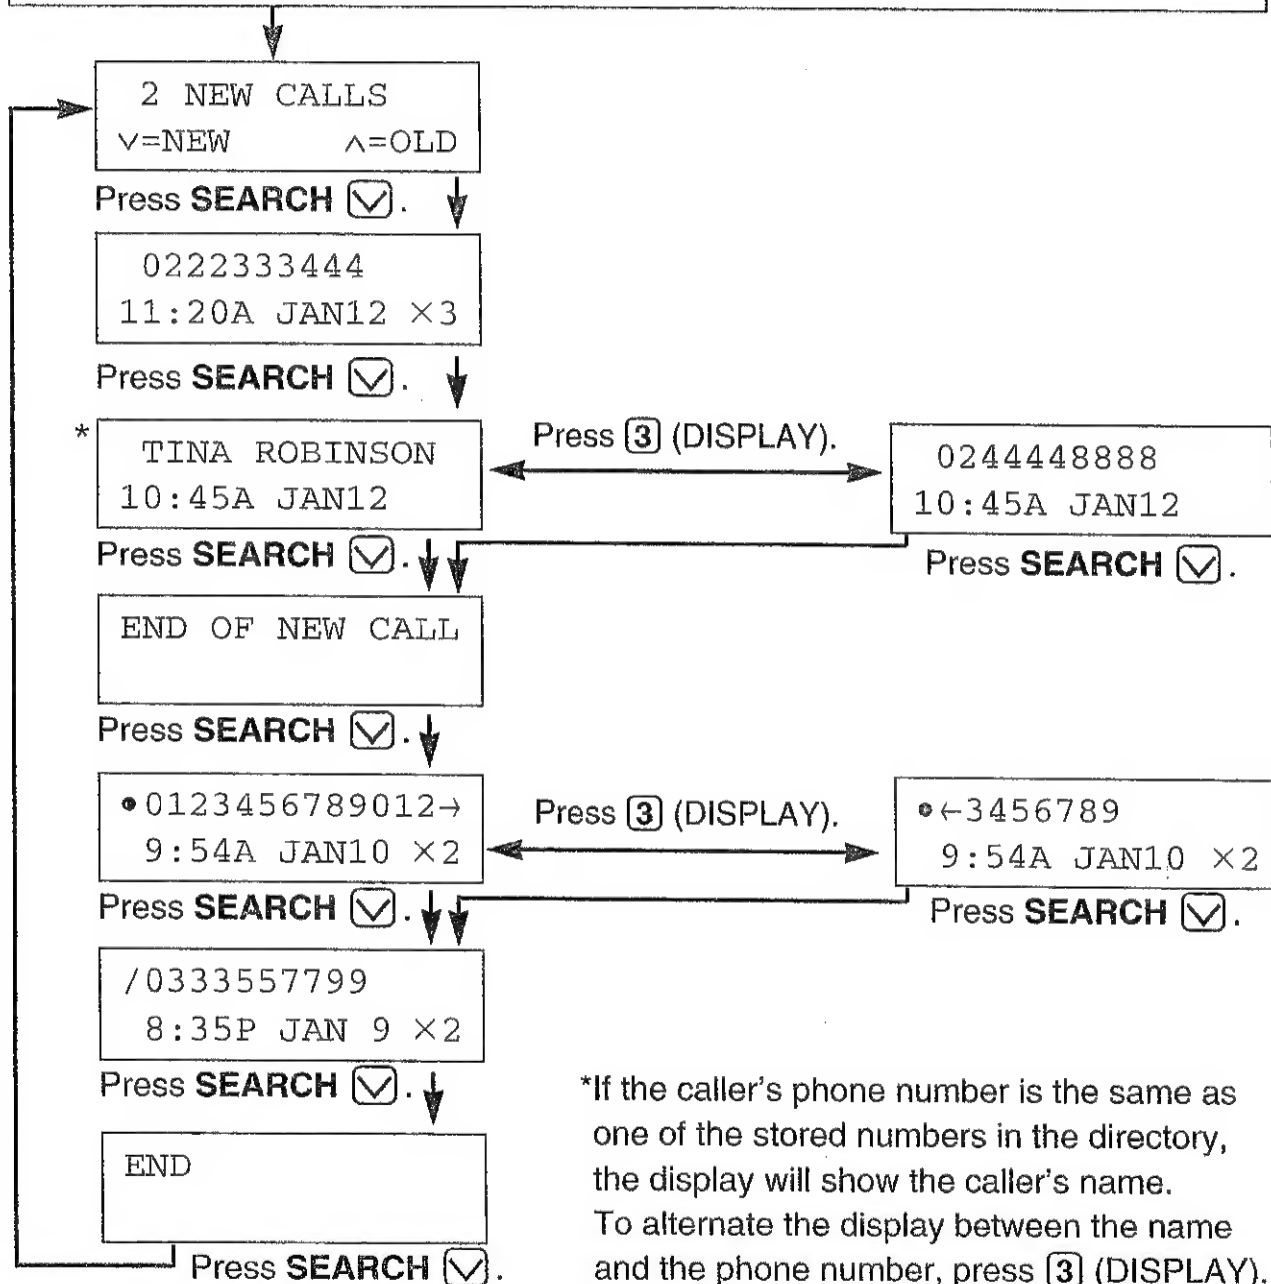 2 NEW CALLS
∨=NEW ∧=OLD
Press SEARCH ∨.
0222333444
11:20A JAN12 ×3
Press SEARCH ∨.
* TINA ROBINSON
10:45A JAN12
Press 3 (DISPLAY).
0244448888
10:45A JAN12
Press SEARCH ∨.
Press SEARCH ∨.
END OF NEW CALL
Press SEARCH ∨.
•0123456789012→
9:54A JAN10 ×2
Press 3 (DISPLAY).
•←3456789
9:54A JAN10 ×2
Press SEARCH ∨.
Press SEARCH ∨.
/0333557799
8:35P JAN 9 ×2
Press SEARCH ∨.
END
Press SEARCH ∨.
*If the caller's phone number is the same as
one of the stored numbers in the directory,
the display will show the caller's name.
To alternate the display between the name
and the phone number, press 3 (DISPLAY).